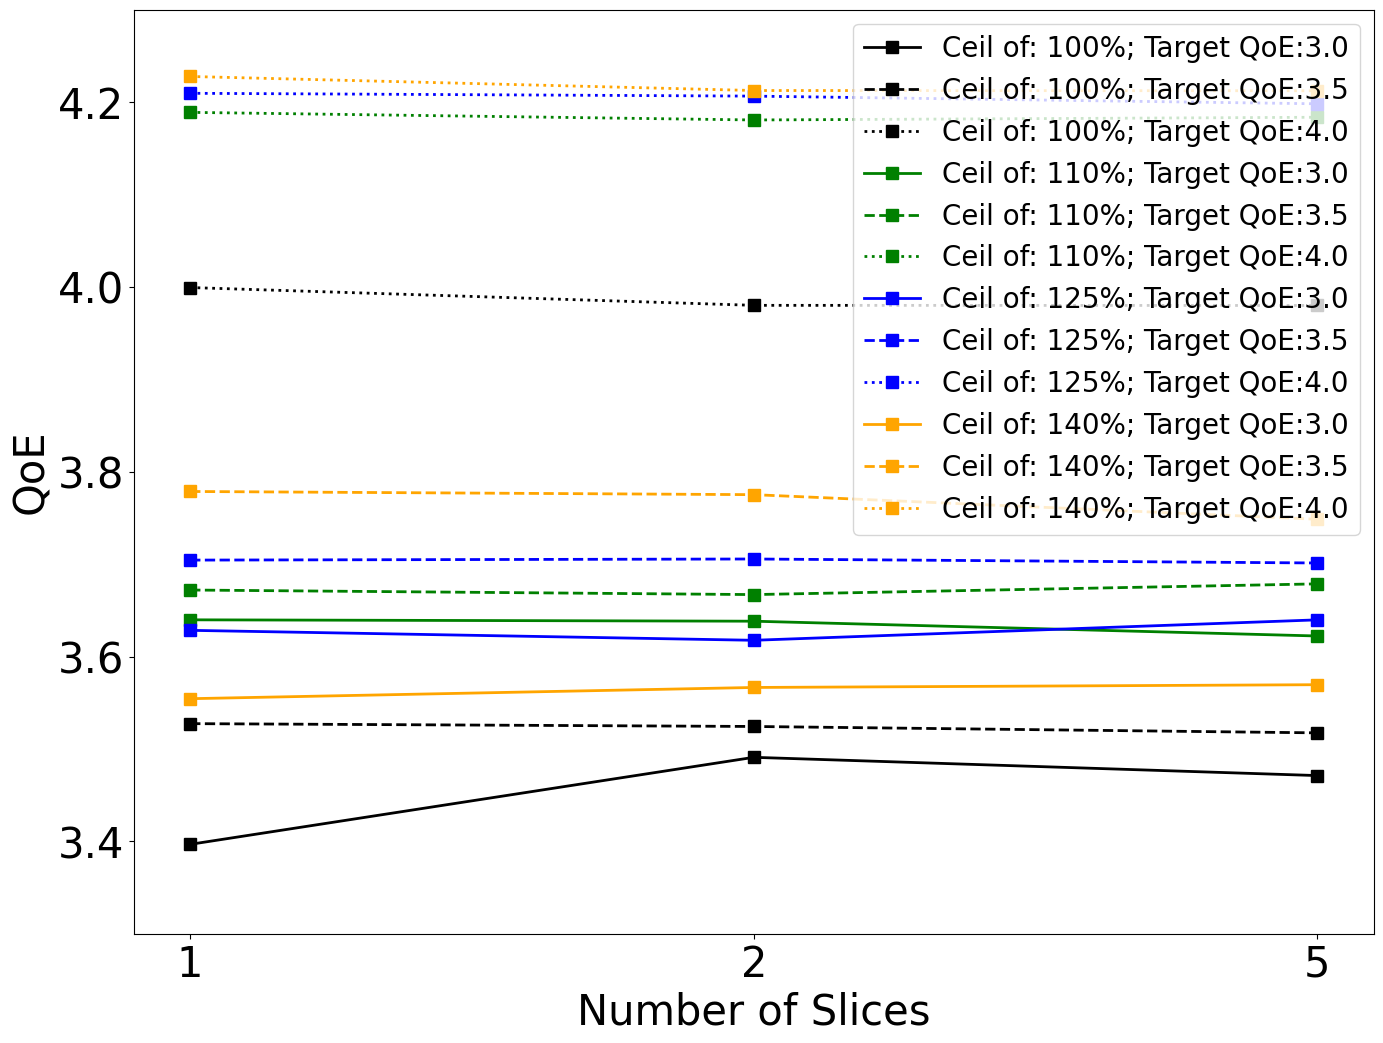 4.2
4.0
3.8
3.6
3.4
QoE
1
2
5
Number of Slices
Ceil of: 100%; Target QoE:3.0
Ceil of: 100%; Target QoE:3.5
Ceil of: 100%; Target QoE:4.0
Ceil of: 110%; Target QoE:3.0
Ceil of: 110%; Target QoE:3.5
Ceil of: 110%; Target QoE:4.0
Ceil of: 125%; Target QoE:3.0
Ceil of: 125%; Target QoE:3.5
Ceil of: 125%; Target QoE:4.0
Ceil of: 140%; Target QoE:3.0
Ceil of: 140%; Target QoE:3.5
Ceil of: 140%; Target QoE:4.0